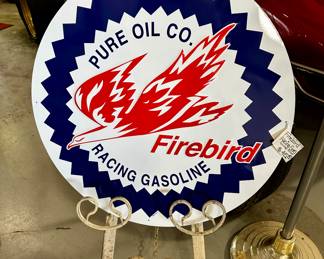 PURE OIL CO.
Firebird
RACING GASOLINE